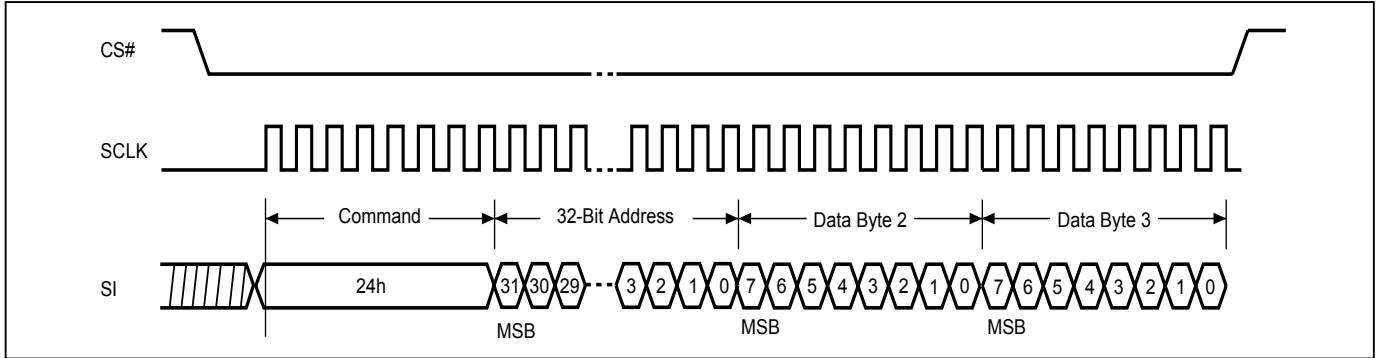 CS#
SCLK
Command 32-Bit Address Data Byte 2 Data Byte 3
SI 24h 31 30 29 3 2 1 0 7 6 5 4 3 2 1 0 7 6 5 4 3 2 1 0
MSB MSB MSB